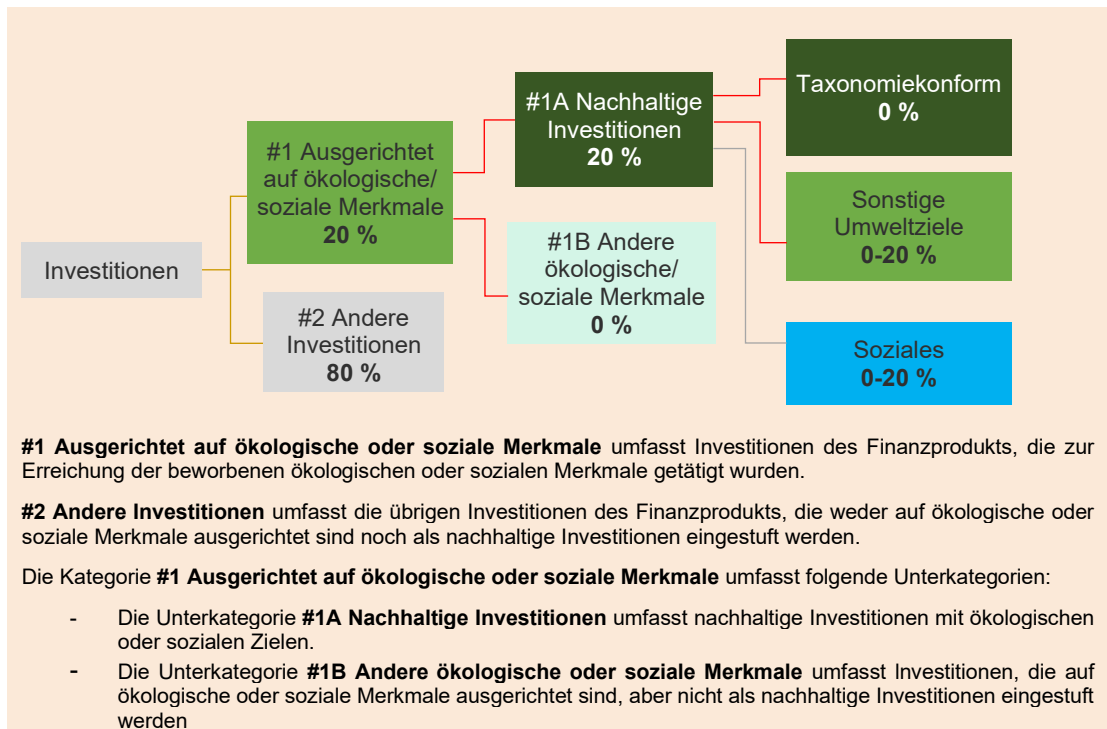 Investitionen
#1 Ausgerichtet
auf ökologische/
soziale Merkmale
20 %
#2 Andere
Investitionen
80 %
#1A Nachhaltige
Investitionen
20 %
#1B Andere
ökologische/
soziale Merkmale
0 %
Taxonomiekonform
0 %
Sonstige
Umweltziele
0-20 %
Soziales
0-20 %
#1 Ausgerichtet auf ökologische oder soziale Merkmale umfasst Investitionen des Finanzprodukts, die zur
Erreichung der beworbenen ökologischen oder sozialen Merkmale getätigt wurden.
#2 Andere Investitionen umfasst die übrigen Investitionen des Finanzprodukts, die weder auf ökologische oder
soziale Merkmale ausgerichtet sind noch als nachhaltige Investitionen eingestuft werden.
Die Kategorie #1 Ausgerichtet auf ökologische oder soziale Merkmale umfasst folgende Unterkategorien:
- Die Unterkategorie #1A Nachhaltige Investitionen umfasst nachhaltige Investitionen mit ökologischen
oder sozialen Zielen.
- Die Unterkategorie #1B Andere ökologische oder soziale Merkmale umfasst Investitionen, die auf
ökologische oder soziale Merkmale ausgerichtet sind, aber nicht als nachhaltige Investitionen eingestuft
werden